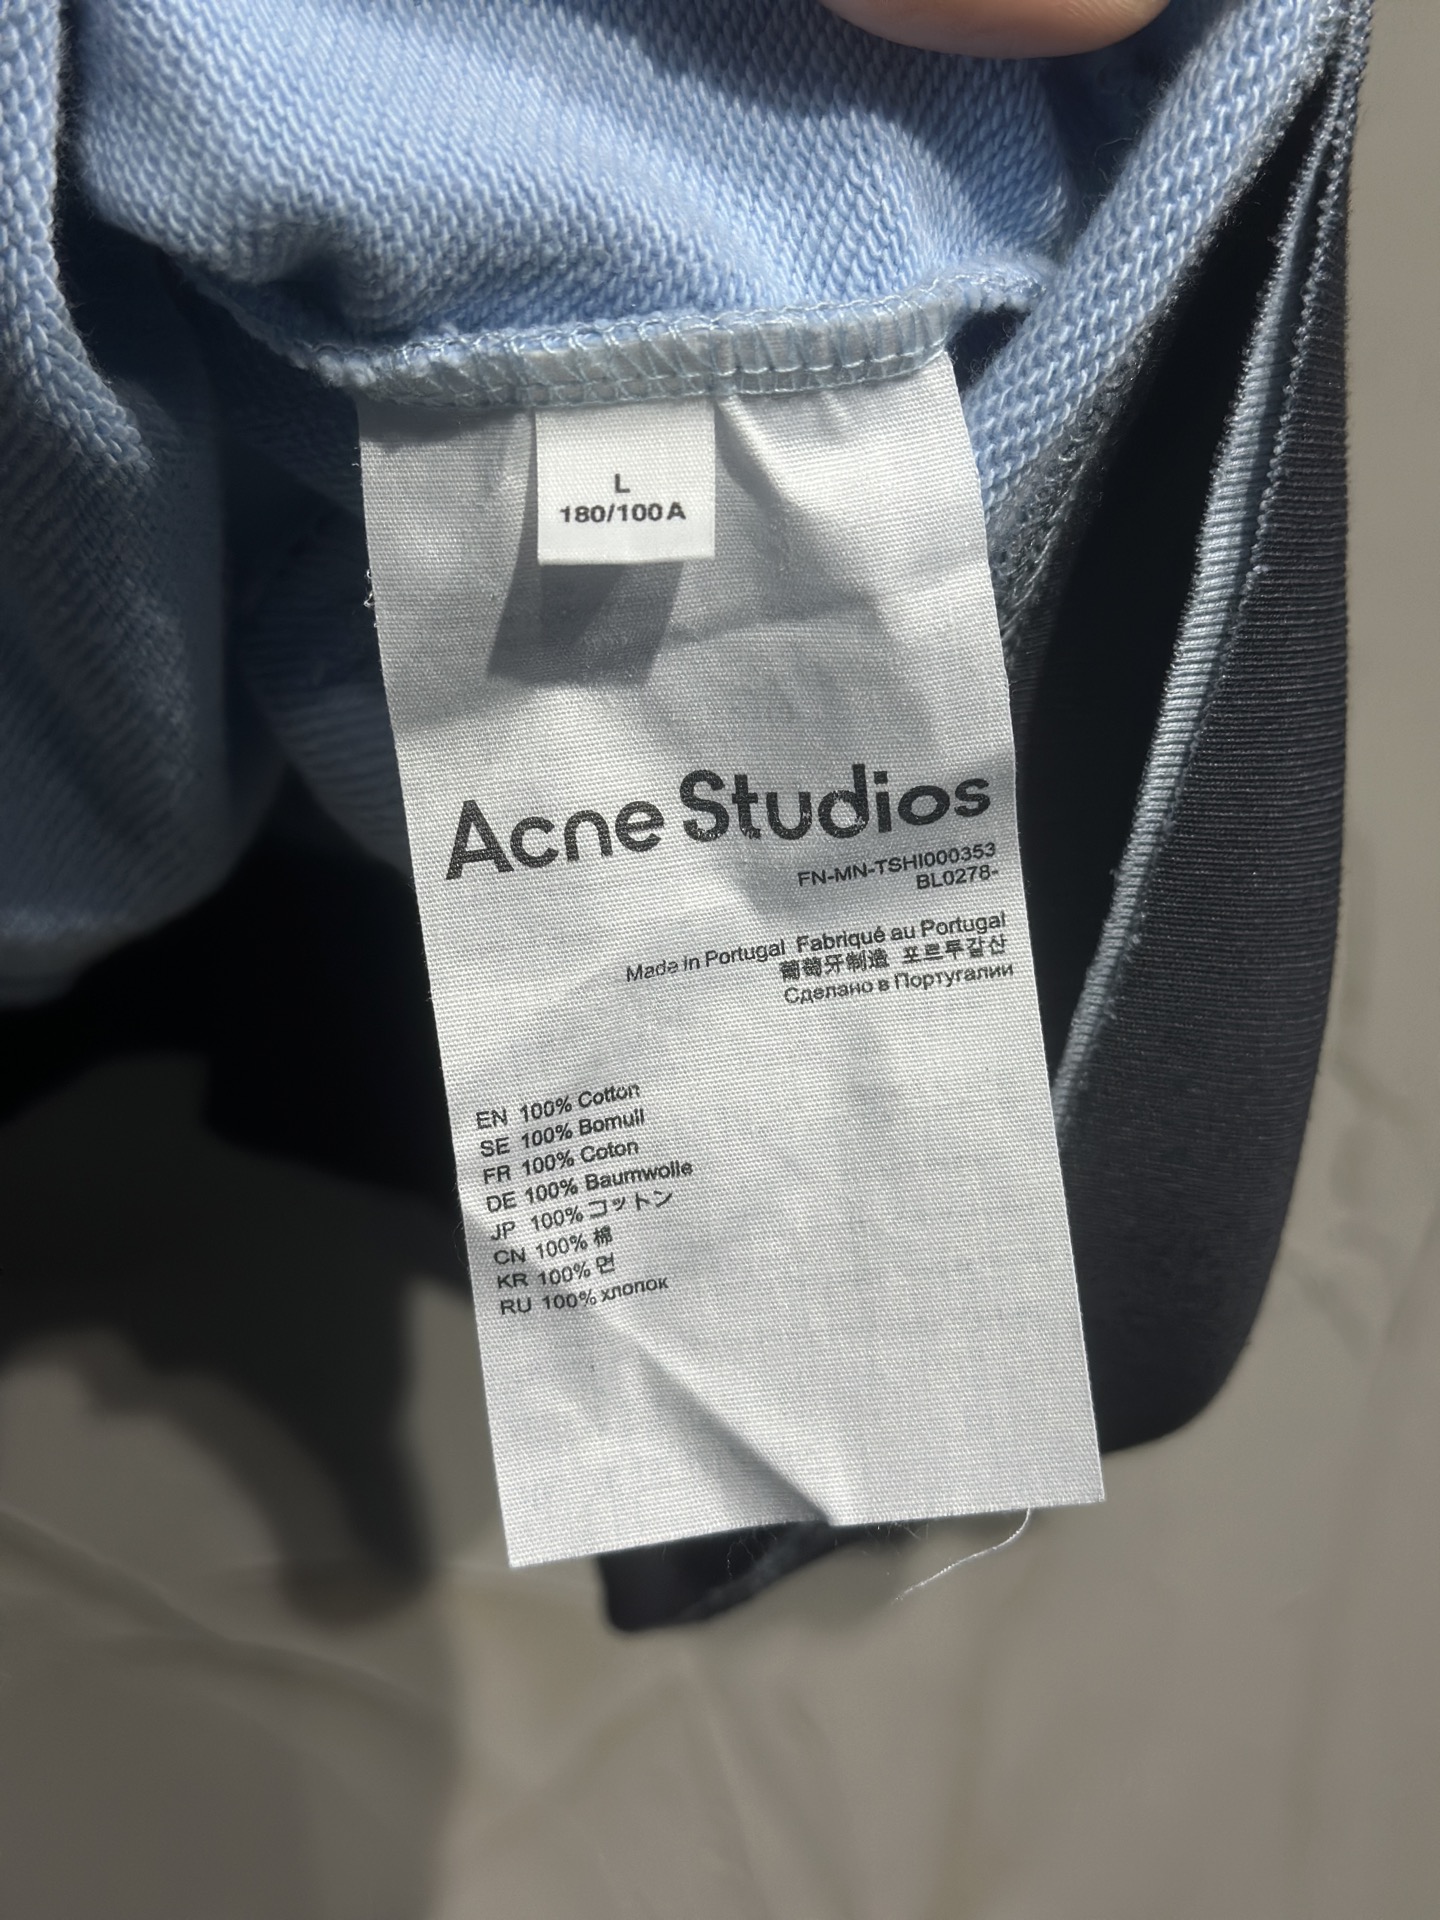 L
180/100A
Acne Studios
FN-MN-TSHI000353
BL0278-
Made in Portugal Fabriqué au Portugal
葡萄牙制造 포르투갈산
Сделано в Португалии
EN 100% Cotton
SE 100% Bomull
FR 100% Coton
DE 100% Baumwolle
JP 100% コットン
CN 100% 棉
KR 100% 면
RU 100% хлопок